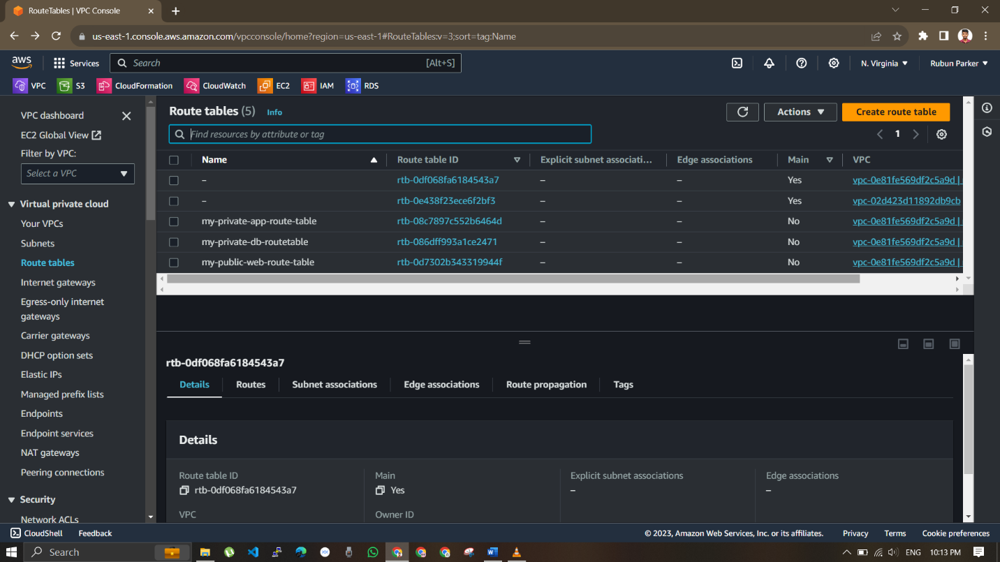 RouteTables | VPC Console
us-east-1.console.aws.amazon.com/vpcconsole/home?region=us-east-1#RouteTables:v=3;sort=tag:Name
aws
Services
Search
[Alt+S]
N. Virginia
Rubun Parker
VPC
S3
CloudFormation
CloudWatch
EC2
IAM
RDS
VPC dashboard
EC2 Global View
Filter by VPC:
Select a VPC
Virtual private cloud
Your VPCs
Subnets
Route tables
Internet gateways
Egress-only internet
gateways
Carrier gateways
DHCP option sets
Elastic IPs
Managed prefix lists
Endpoints
Endpoint services
NAT gateways
Peering connections
Security
Network ACLs
Route tables (5) Info
Actions
Create route table
Find resources by attribute or tag
1
Name Route table ID Explicit subnet associati... Edge associations Main VPC
– rtb-0df068fa6184543a7 – – Yes vpc-0e81fe569df2c5a9d |
– rtb-0e438f23ece6f2bf3 – – Yes vpc-02d423d11892db9cb
my-private-app-route-table rtb-08c7897c552b6464d – – No vpc-0e81fe569df2c5a9d |
my-private-db-routetable rtb-086dff993a1ce2471 – – No vpc-0e81fe569df2c5a9d |
my-public-web-route-table rtb-0d7302b343319944f – – No vpc-0e81fe569df2c5a9d |
rtb-0df068fa6184543a7
Details Routes Subnet associations Edge associations Route propagation Tags
Details
Route table ID Main Explicit subnet associations Edge associations
rtb-0df068fa6184543a7 Yes – –
VPC Owner ID
CloudShell Feedback © 2023, Amazon Web Services, Inc. or its affiliates. Privacy Terms Cookie preferences
Search
ENG 10:13 PM